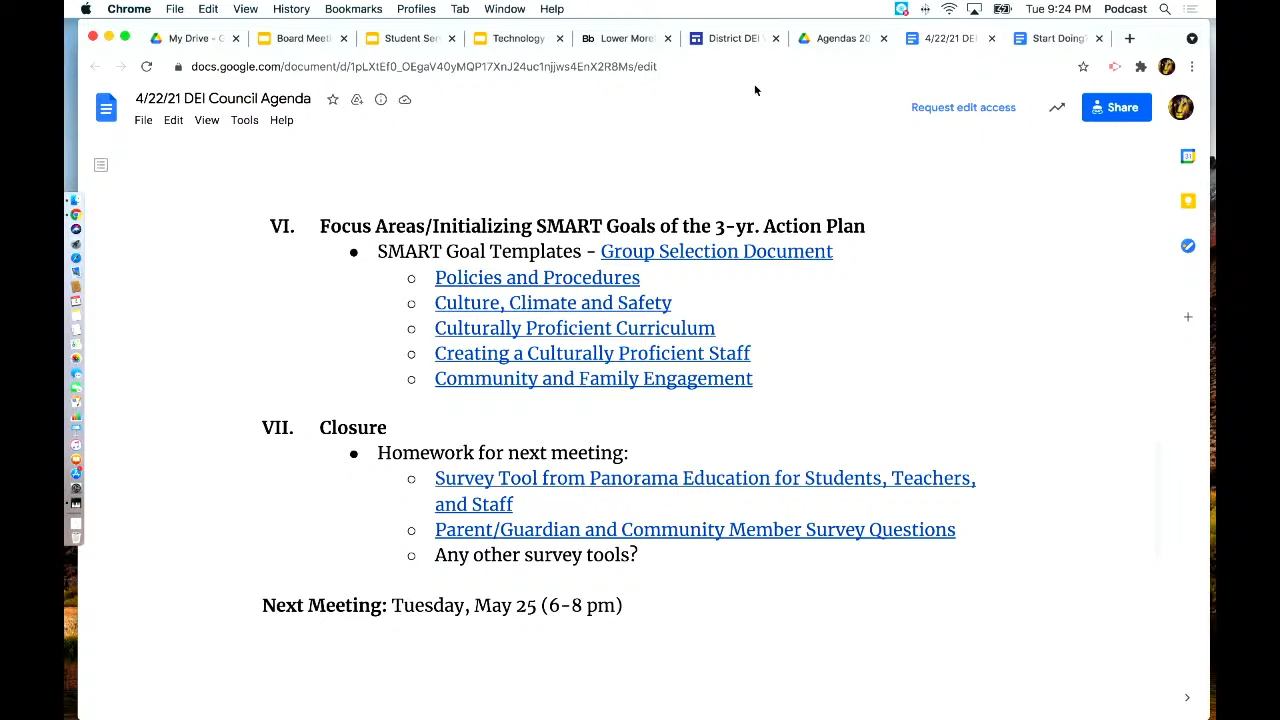 Chrome File Edit View History Bookmarks Profiles Tab Window Help Tue 9:24 PM Podcast
My Drive - G Board Meeti Student Ser Technology Bb Lower More District DEI Agendas 20 4/22/21 DEI Start Doing
docs.google.com/document/d/1pLXtEf0_OEgaV40yMQP17XnJ24uc1njjws4EnX2R8Ms/edit
4/22/21 DEI Council Agenda
Request edit access
Share
File Edit View Tools Help
VI. Focus Areas/Initializing SMART Goals of the 3-yr. Action Plan
● SMART Goal Templates - Group Selection Document
○ Policies and Procedures
○ Culture, Climate and Safety
○ Culturally Proficient Curriculum
○ Creating a Culturally Proficient Staff
○ Community and Family Engagement
VII. Closure
● Homework for next meeting:
○ Survey Tool from Panorama Education for Students, Teachers,
and Staff
○ Parent/Guardian and Community Member Survey Questions
○ Any other survey tools?
Next Meeting: Tuesday, May 25 (6-8 pm)